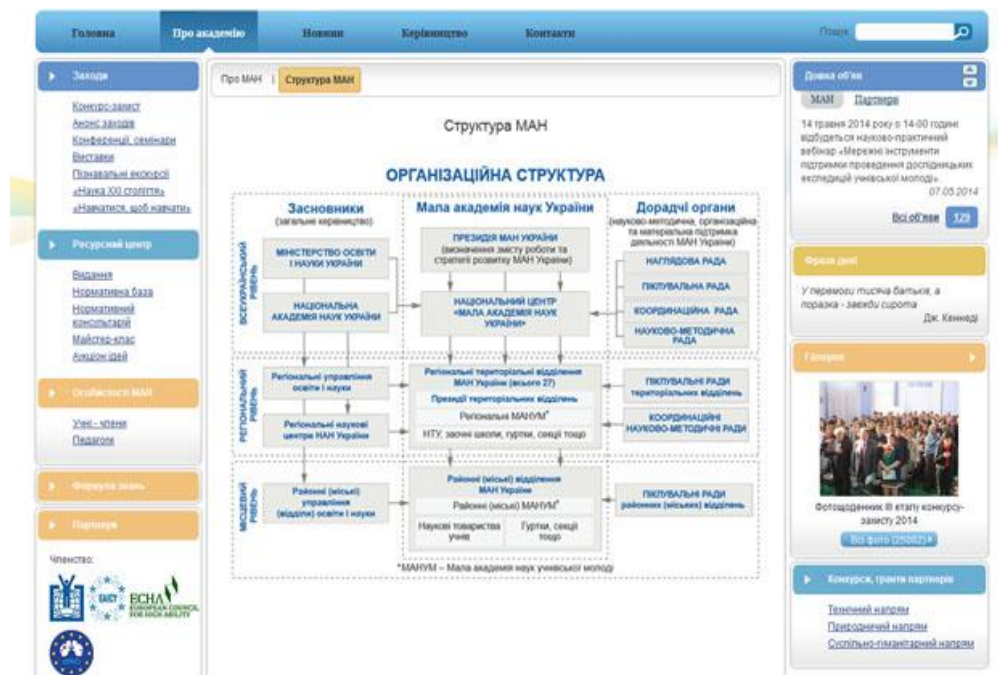 Головна
Про академію
Новини
Керівництво
Контакти
Пошук
Заходи
Конкурс-захист
Анонс заходів
Конференції, семінари
Виставки
Пізнавальні екскурсії
«Наука XXI століття»
«Навчатися, щоб навчати»
Ресурсний центр
Видання
Нормативна база
Нормативний
консультарій
Майстер-клас
Аукціон ідей
Особистості МАН
Учні - члени
Педагоги
Формула знань
Партнери
Членство:
EAICY
ECHA
EUROPEAN COUNCIL
FOR HIGH ABILITY
Про МАН | Структура МАН
Структура МАН
ОРГАНІЗАЦІЙНА СТРУКТУРА
Засновники
(загальне керівництво)
Мала академія наук України
Дорадчі органи
(науково-методична, організаційна
та матеріальна підтримка
діяльності МАН України)
ВСЕУКРАЇНСЬКИЙ
РІВЕНЬ
МІНІСТЕРСТВО ОСВІТИ
І НАУКИ УКРАЇНИ
НАЦІОНАЛЬНА
АКАДЕМІЯ НАУК УКРАЇНИ
ПРЕЗИДІЯ МАН УКРАЇНИ
(визначення змісту роботи та
стратегії розвитку МАН України)
НАЦІОНАЛЬНИЙ ЦЕНТР
«МАЛА АКАДЕМІЯ НАУК
УКРАЇНИ»
НАГЛЯДОВА РАДА
ПІКЛУВАЛЬНА РАДА
КООРДИНАЦІЙНА РАДА
НАУКОВО-МЕТОДИЧНА
РАДА
РЕГІОНАЛЬНИЙ
РІВЕНЬ
Регіональні управління
освіти і науки
Регіональні наукові
центри НАН України
Регіональні територіальні відділення
МАН України (всього 27)
Президії територіальних відділень
Регіональні МАНУМ*
НТУ, заочні школи, гуртки, секції тощо
ПІКЛУВАЛЬНІ РАДИ
територіальних відділень
КООРДИНАЦІЙНІ
НАУКОВО-МЕТОДИЧНІ РАДИ
МІСЦЕВИЙ
РІВЕНЬ
Районні (міські)
управління
(відділи) освіти і науки
Районні (міські) відділення
МАН України
Районні (міські) МАНУМ*
Наукові товариства
учнів
Гуртки, секції
тощо
ПІКЛУВАЛЬНІ РАДИ
районних (міських) відділень
*МАНУМ – Мала академія наук учнівської молоді
Дошка об'яв
МАН Партнери
14 травня 2014 року о 14-00 годині
відбудеться науково-практичний
вебінар «Мережні інструменти
підтримки проведення дослідницьких
експедицій учнівської молоді».
07.05.2014
Всі об'яви 129
Фраза дня!
У перемоги тисяча батьків, а
поразка - завжди сирота
Дж. Кеннеді
Галерея
Фотощоденник III етапу конкурсу-
захисту 2014
Всі фото (25082)
Конкурси, гранти партнерів
Технічний напрям
Природничий напрям
Суспільно-гуманітарний напрям